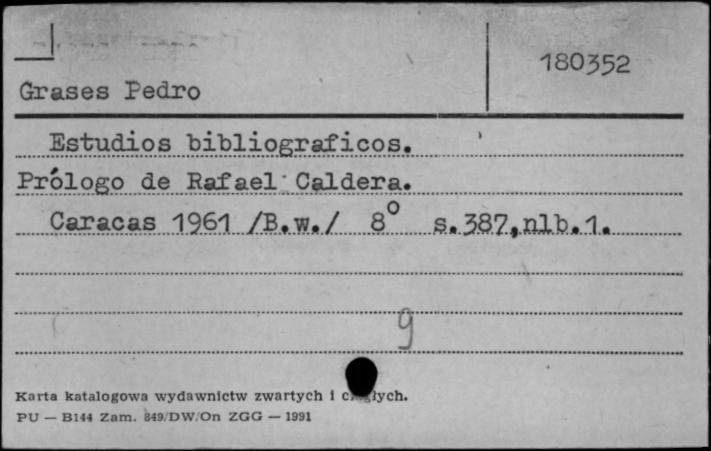 180352
Grases Pedro
Estudios bibliograficos.
Prólogo de Rafael Caldera.
Caracas 1961 /B.w./ 8° s.387,nlb.1.
9
Karta katalogowa wydawnictw zwartych i
PU — B144 Zam. 849/DW/On ZGG — 1991